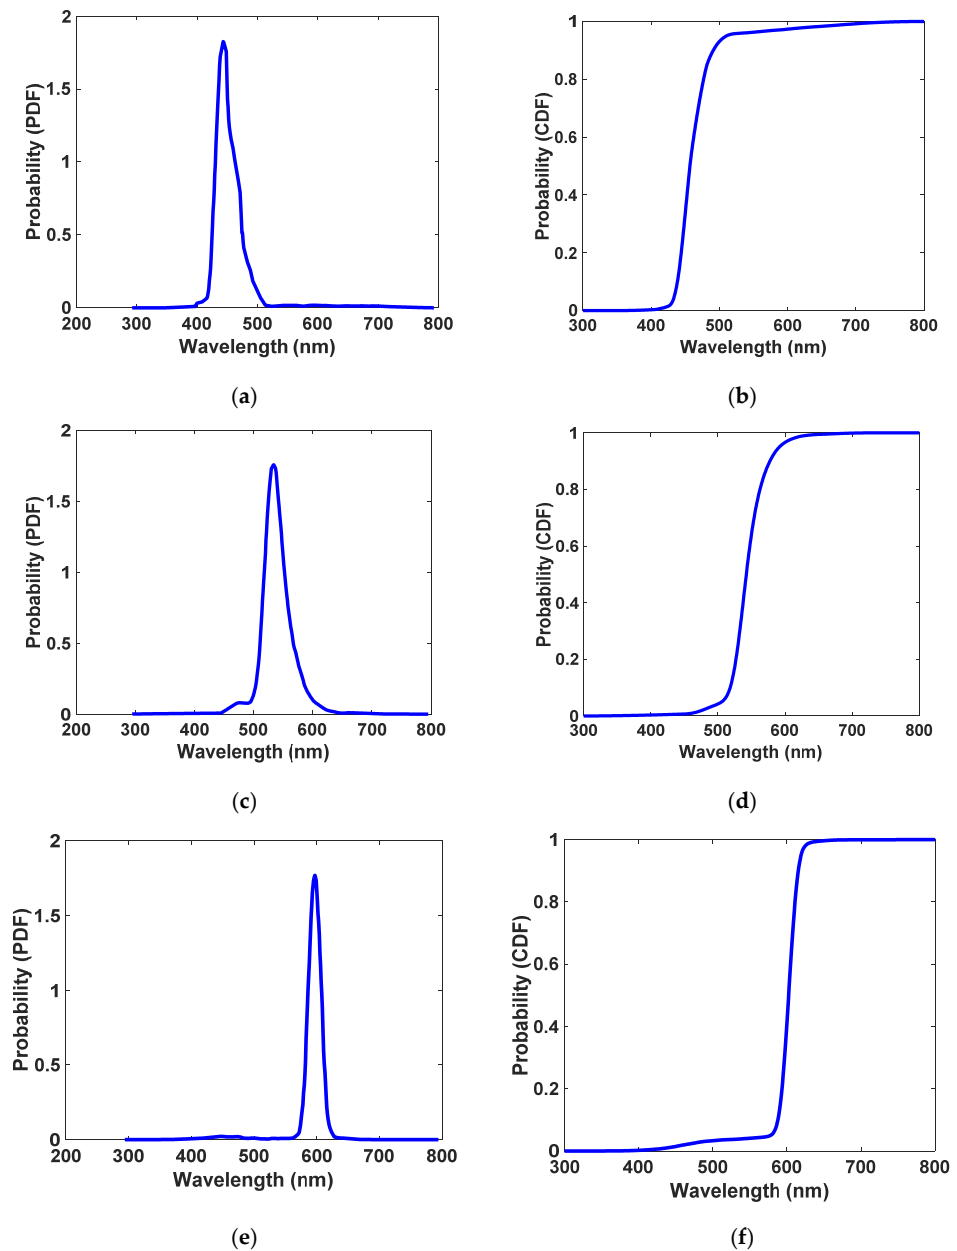 2
1.5
1
0.5
0
200 300 400 500 600 700 800
Probability (PDF)
Wavelength (nm)
(a)
1
0.8
0.6
0.4
0.2
0
300 400 500 600 700 800
Probability (CDF)
Wavelength (nm)
(b)
2
1.5
1
0.5
0
200 300 400 500 600 700 800
Probability (PDF)
Wavelength (nm)
(c)
1
0.8
0.6
0.4
0.2
0
300 400 500 600 700 800
Probability (CDF)
Wavelength (nm)
(d)
2
1.5
1
0.5
0
200 300 400 500 600 700 800
Probability (PDF)
Wavelength (nm)
(e)
1
0.8
0.6
0.4
0.2
0
300 400 500 600 700 800
Probability (CDF)
Wavelength (nm)
(f)